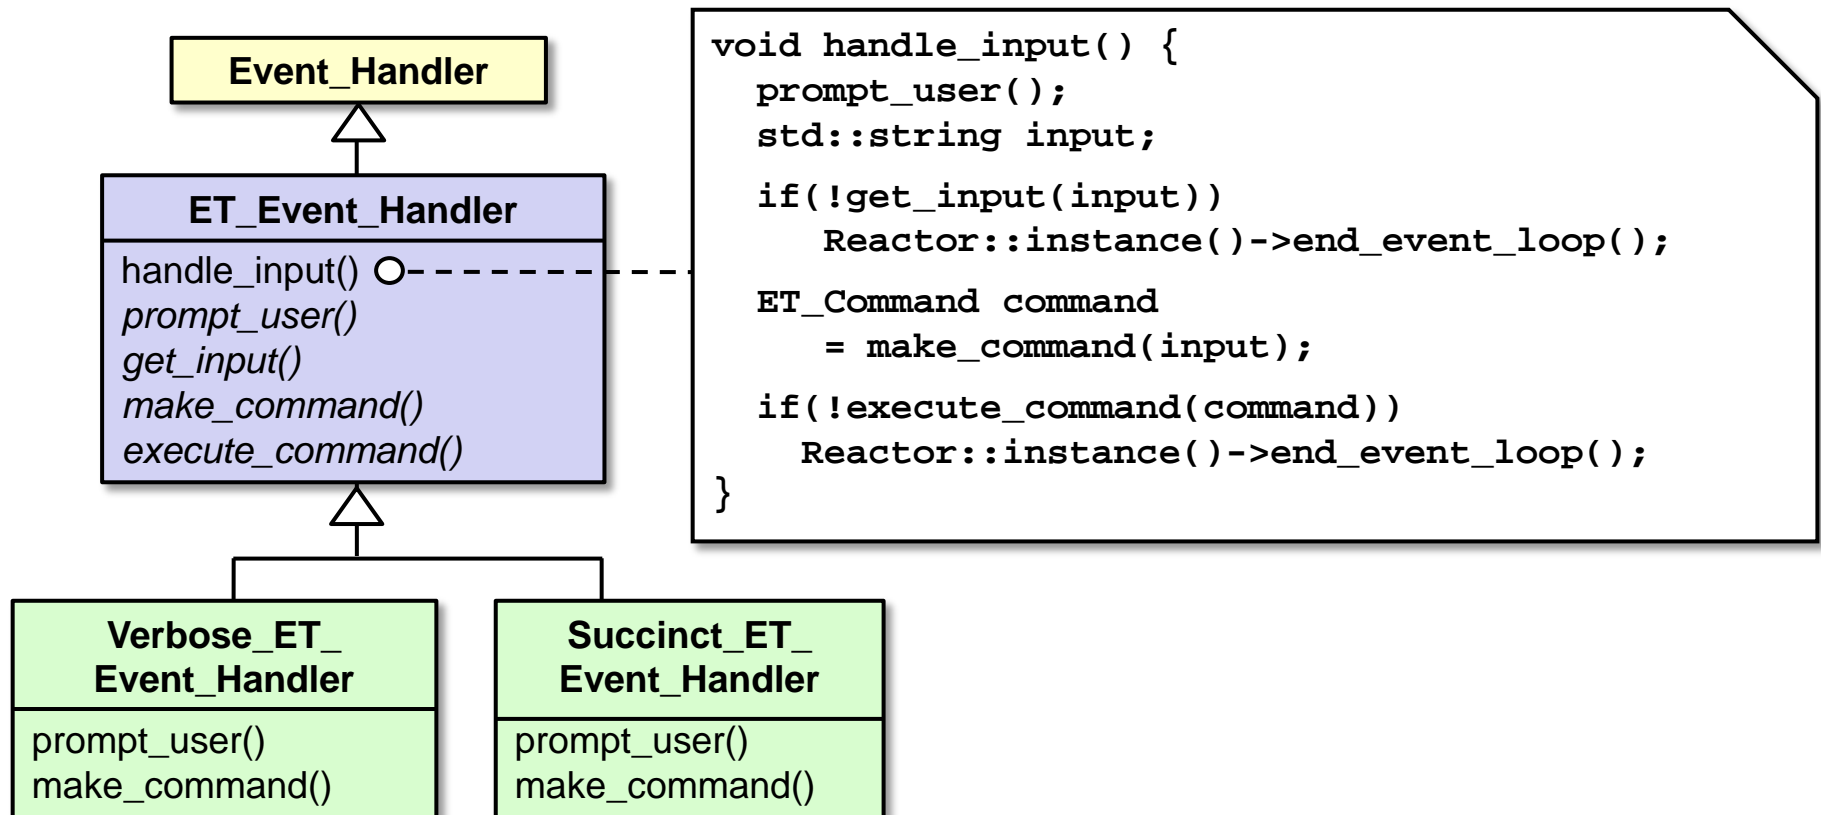 Event_Handler
ET_Event_Handler
handle_input()
prompt_user()
get_input()
make_command()
execute_command()
void handle_input() {
prompt_user();
std::string input;
if(!get_input(input))
Reactor::instance()->end_event_loop();
ET_Command command
= make_command(input);
if(!execute_command(command))
Reactor::instance()->end_event_loop();
}
Verbose_ET_
Event_Handler
prompt_user()
make_command()
Succinct_ET_
Event_Handler
prompt_user()
make_command()